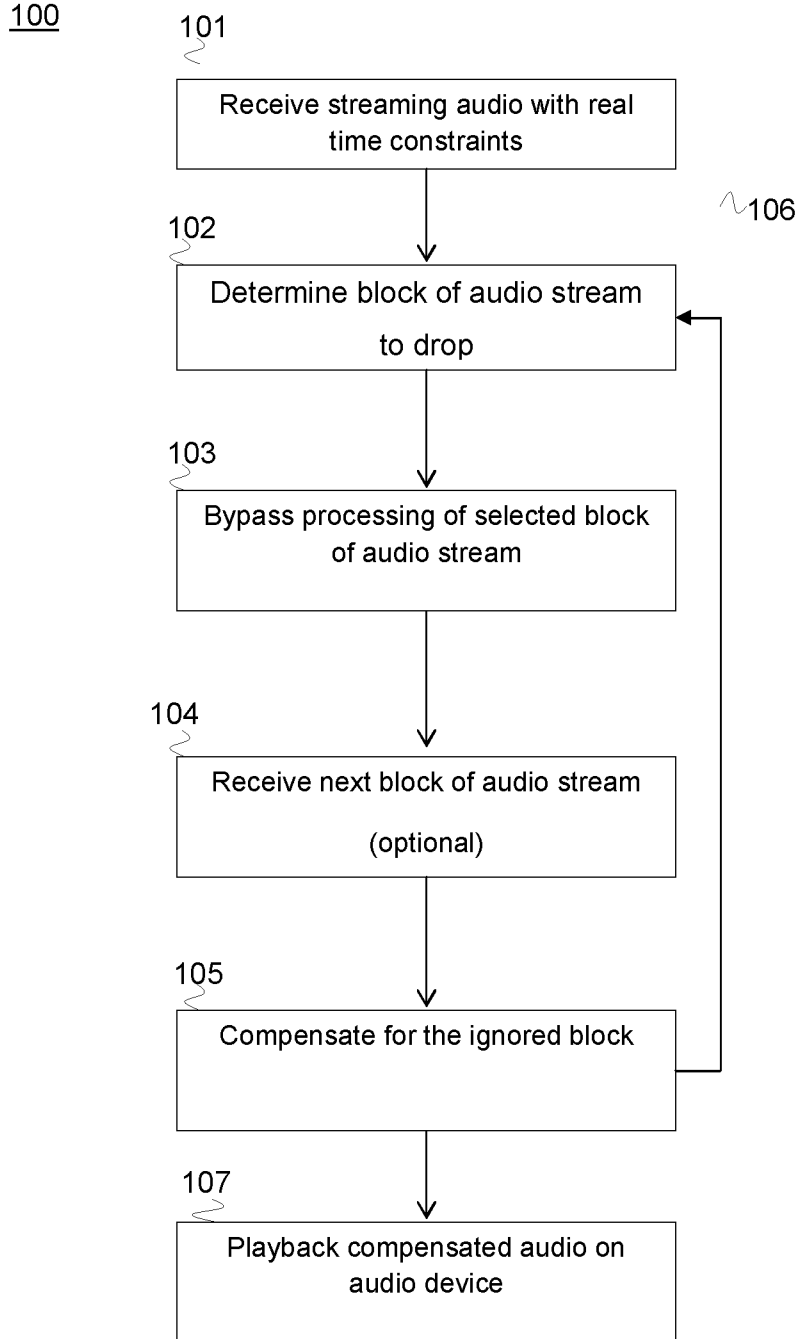 100
101
Receive streaming audio with real
time constraints
106
102
Determine block of audio stream
to drop
103
Bypass processing of selected block
of audio stream
104
Receive next block of audio stream
(optional)
105
Compensate for the ignored block
107
Playback compensated audio on
audio device